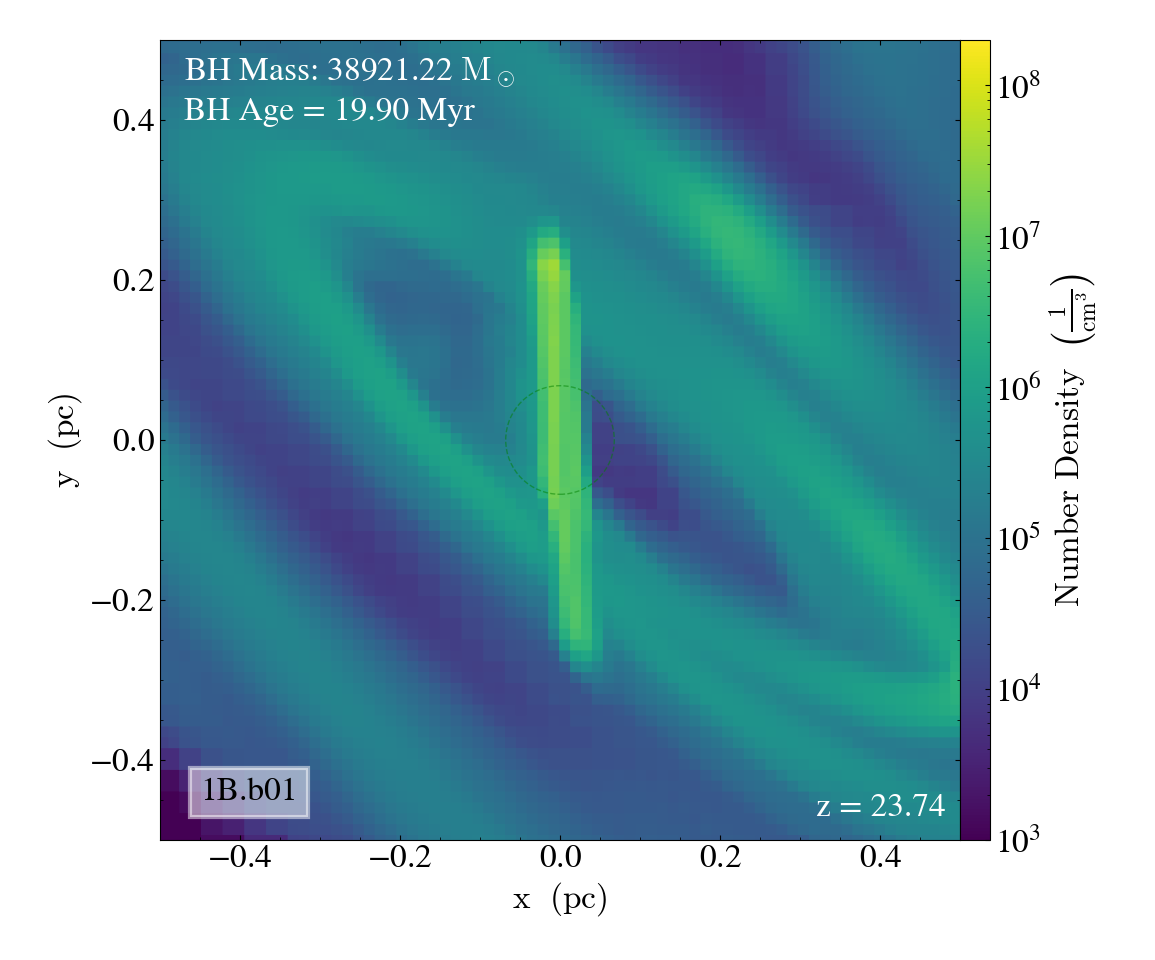 BH Mass: 38921.22 M⊙
BH Age = 19.90 Myr
0.4
0.2
0.0
−0.2
−0.4
y (pc)
1B.b01
z = 23.74
−0.4 −0.2 0.0 0.2 0.4
x (pc)
10⁸
10⁷
10⁶
10⁵
10⁴
10³
Number Density (1/cm³)